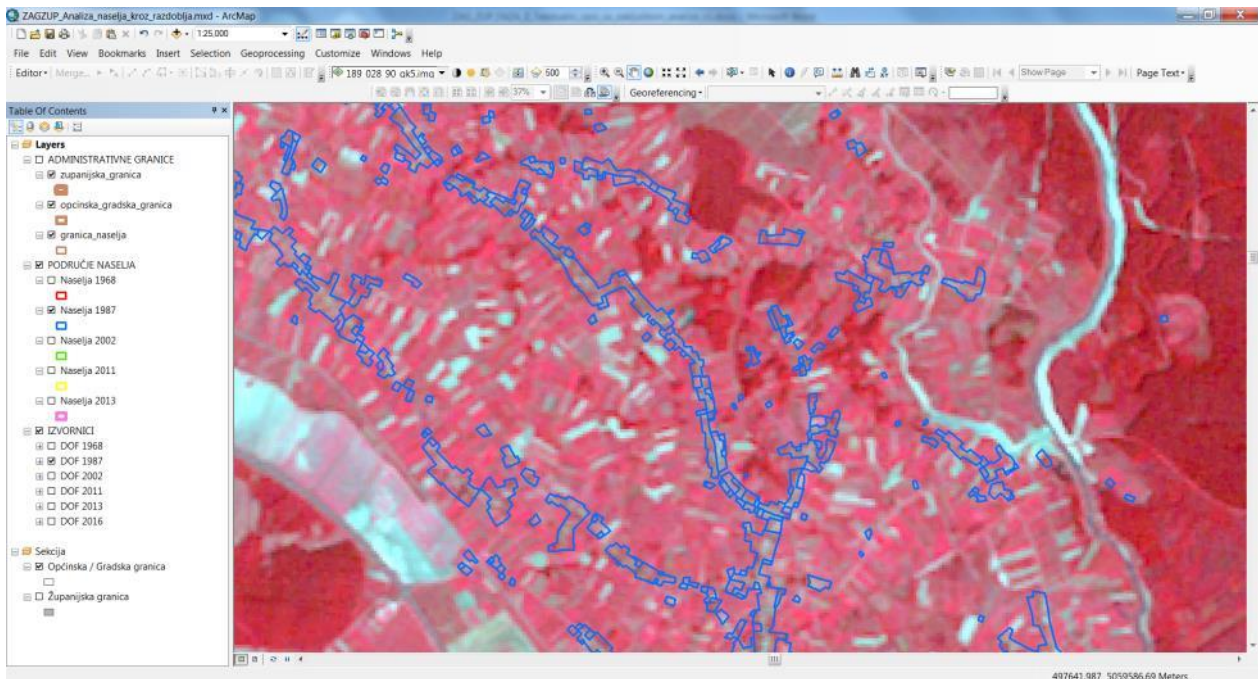 ZAGZUP_Analiza_naselja_kroz_razdoblja.mxd - ArcMap
1:25,000
File Edit View Bookmarks Insert Selection Geoprocessing Customize Windows Help
Editor Merge... 189 028 90 ok5.img 500 Show Page Page Text
37% Georeferencing
Table Of Contents
Layers
ADMINISTRATIVNE GRANICE
zupanijska_granica
opcinska_gradska_granica
granica_naselja
PODRUČJE NASELJA
Naselja 1968
Naselja 1987
Naselja 2002
Naselja 2011
Naselja 2013
IZVORNICI
DOF 1968
DOF 1987
DOF 2002
DOF 2011
DOF 2013
DOF 2016
Sekcija
Općinska / Gradska granica
Županijska granica
497641,987 5059586,69 Meters